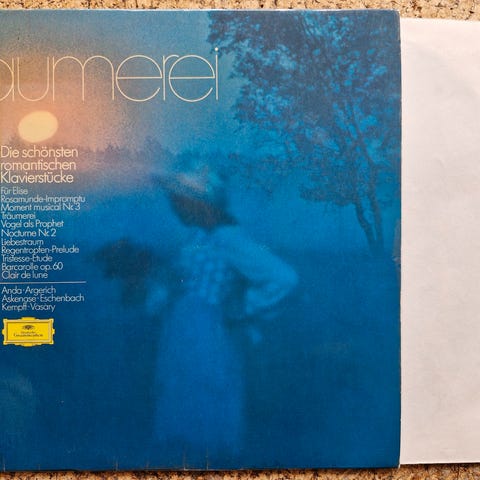 äumerei
Die schönsten
romantischen
Klavierstücke
Für Elise
Rosamunde-Impromptu
Moment musical Nr. 3
Träumerei
Vogel als Prophet
Nocturne Nr. 2
Liebestraum
Regentropfen-Prelude
Tristesse-Etude
Barcarolle op. 60
Clair de lune
Anda · Argerich
Askenase · Eschenbach
Kempff · Vasary
Deutsche
Grammophon